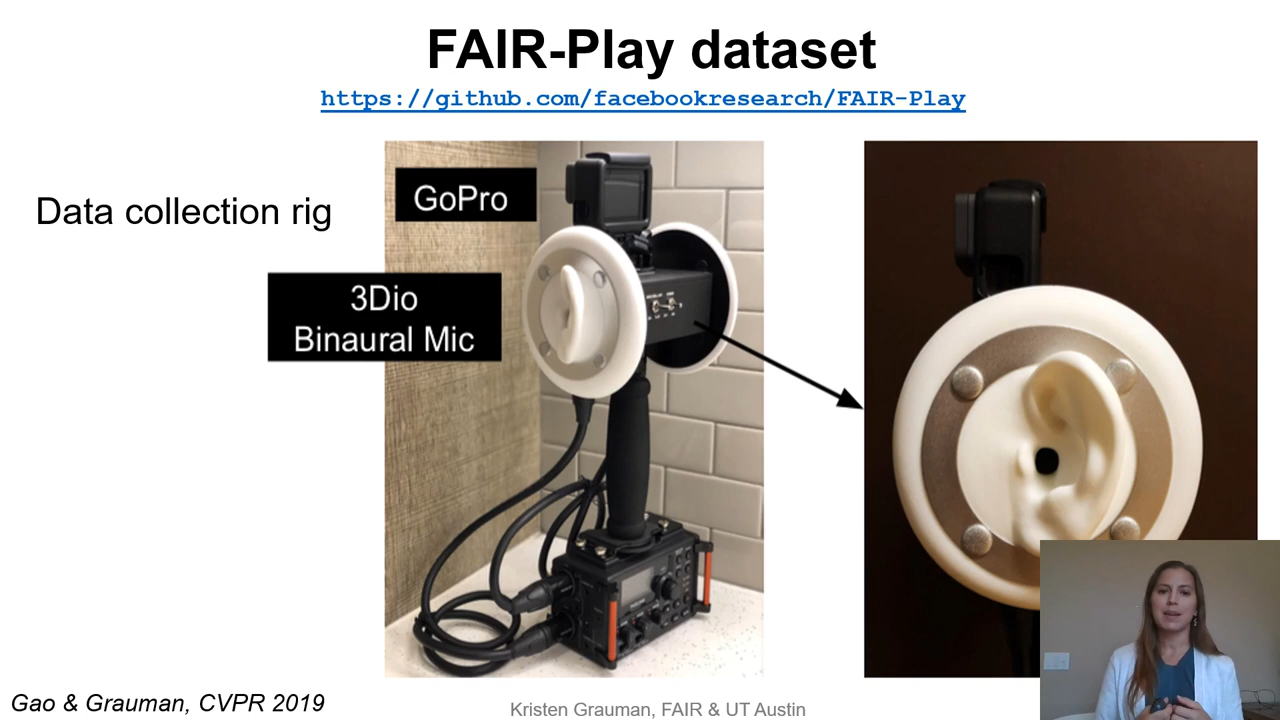 FAIR-Play dataset
https://github.com/facebookresearch/FAIR-Play
Data collection rig
GoPro
3Dio
Binaural Mic
Gao & Grauman, CVPR 2019
Kristen Grauman, FAIR & UT Austin